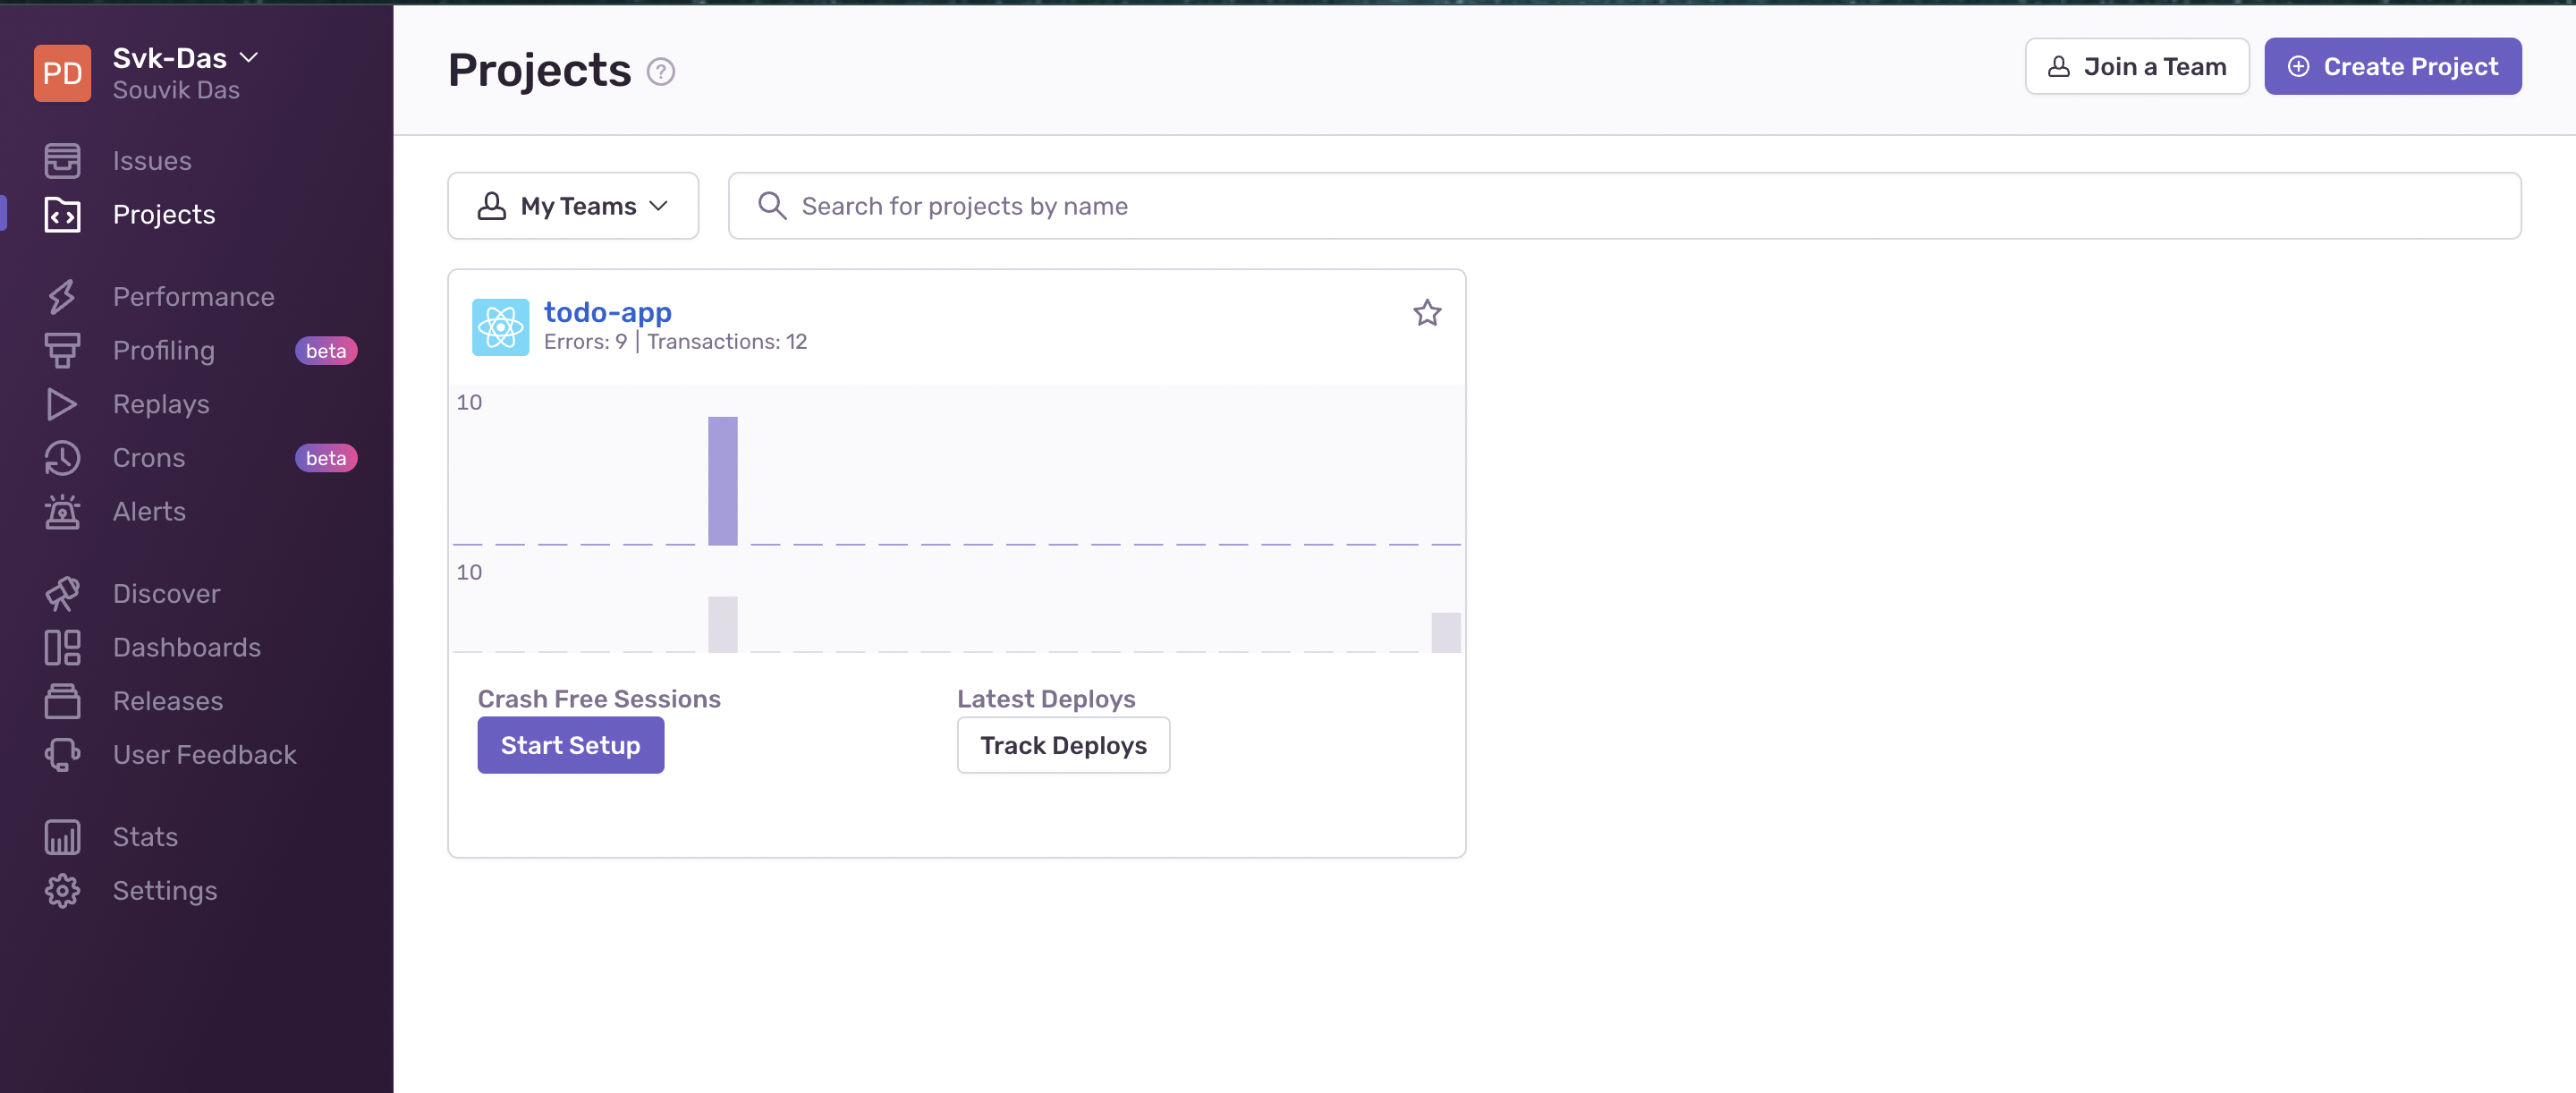 PD
Svk-Das
Souvik Das
Issues
Projects
Performance
Profiling beta
Replays
Crons beta
Alerts
Discover
Dashboards
Releases
User Feedback
Stats
Settings
Projects ?
Join a Team
Create Project
My Teams
Search for projects by name
todo-app
Errors: 9 | Transactions: 12
10
10
Crash Free Sessions
Start Setup
Latest Deploys
Track Deploys